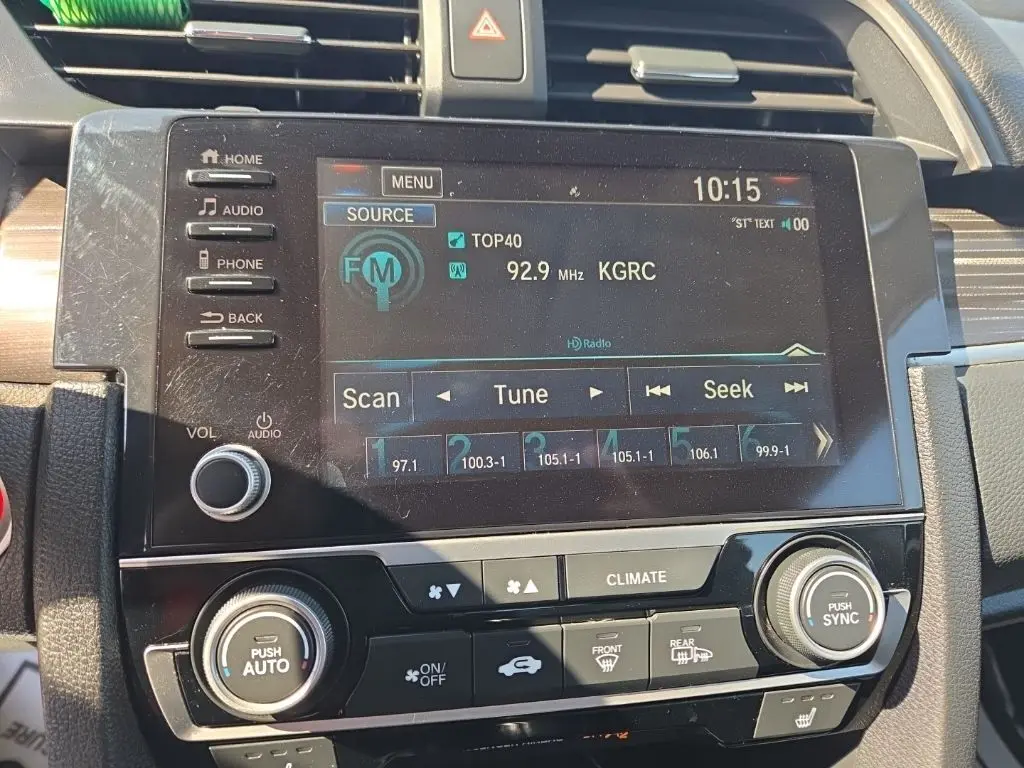 HOME
MENU
10:15
AUDIO
SOURCE
"ST" TEXT 00
TOP40
FM
92.9 MHz KGRC
PHONE
BACK
HD Radio
Scan
Tune
Seek
VOL
AUDIO
1 97.1
2 100.3-1
3 105.1-1
4 105.1-1
5 106.1
6 99.9-1
CLIMATE
PUSH
AUTO
ON/
OFF
FRONT
REAR
PUSH
SYNC